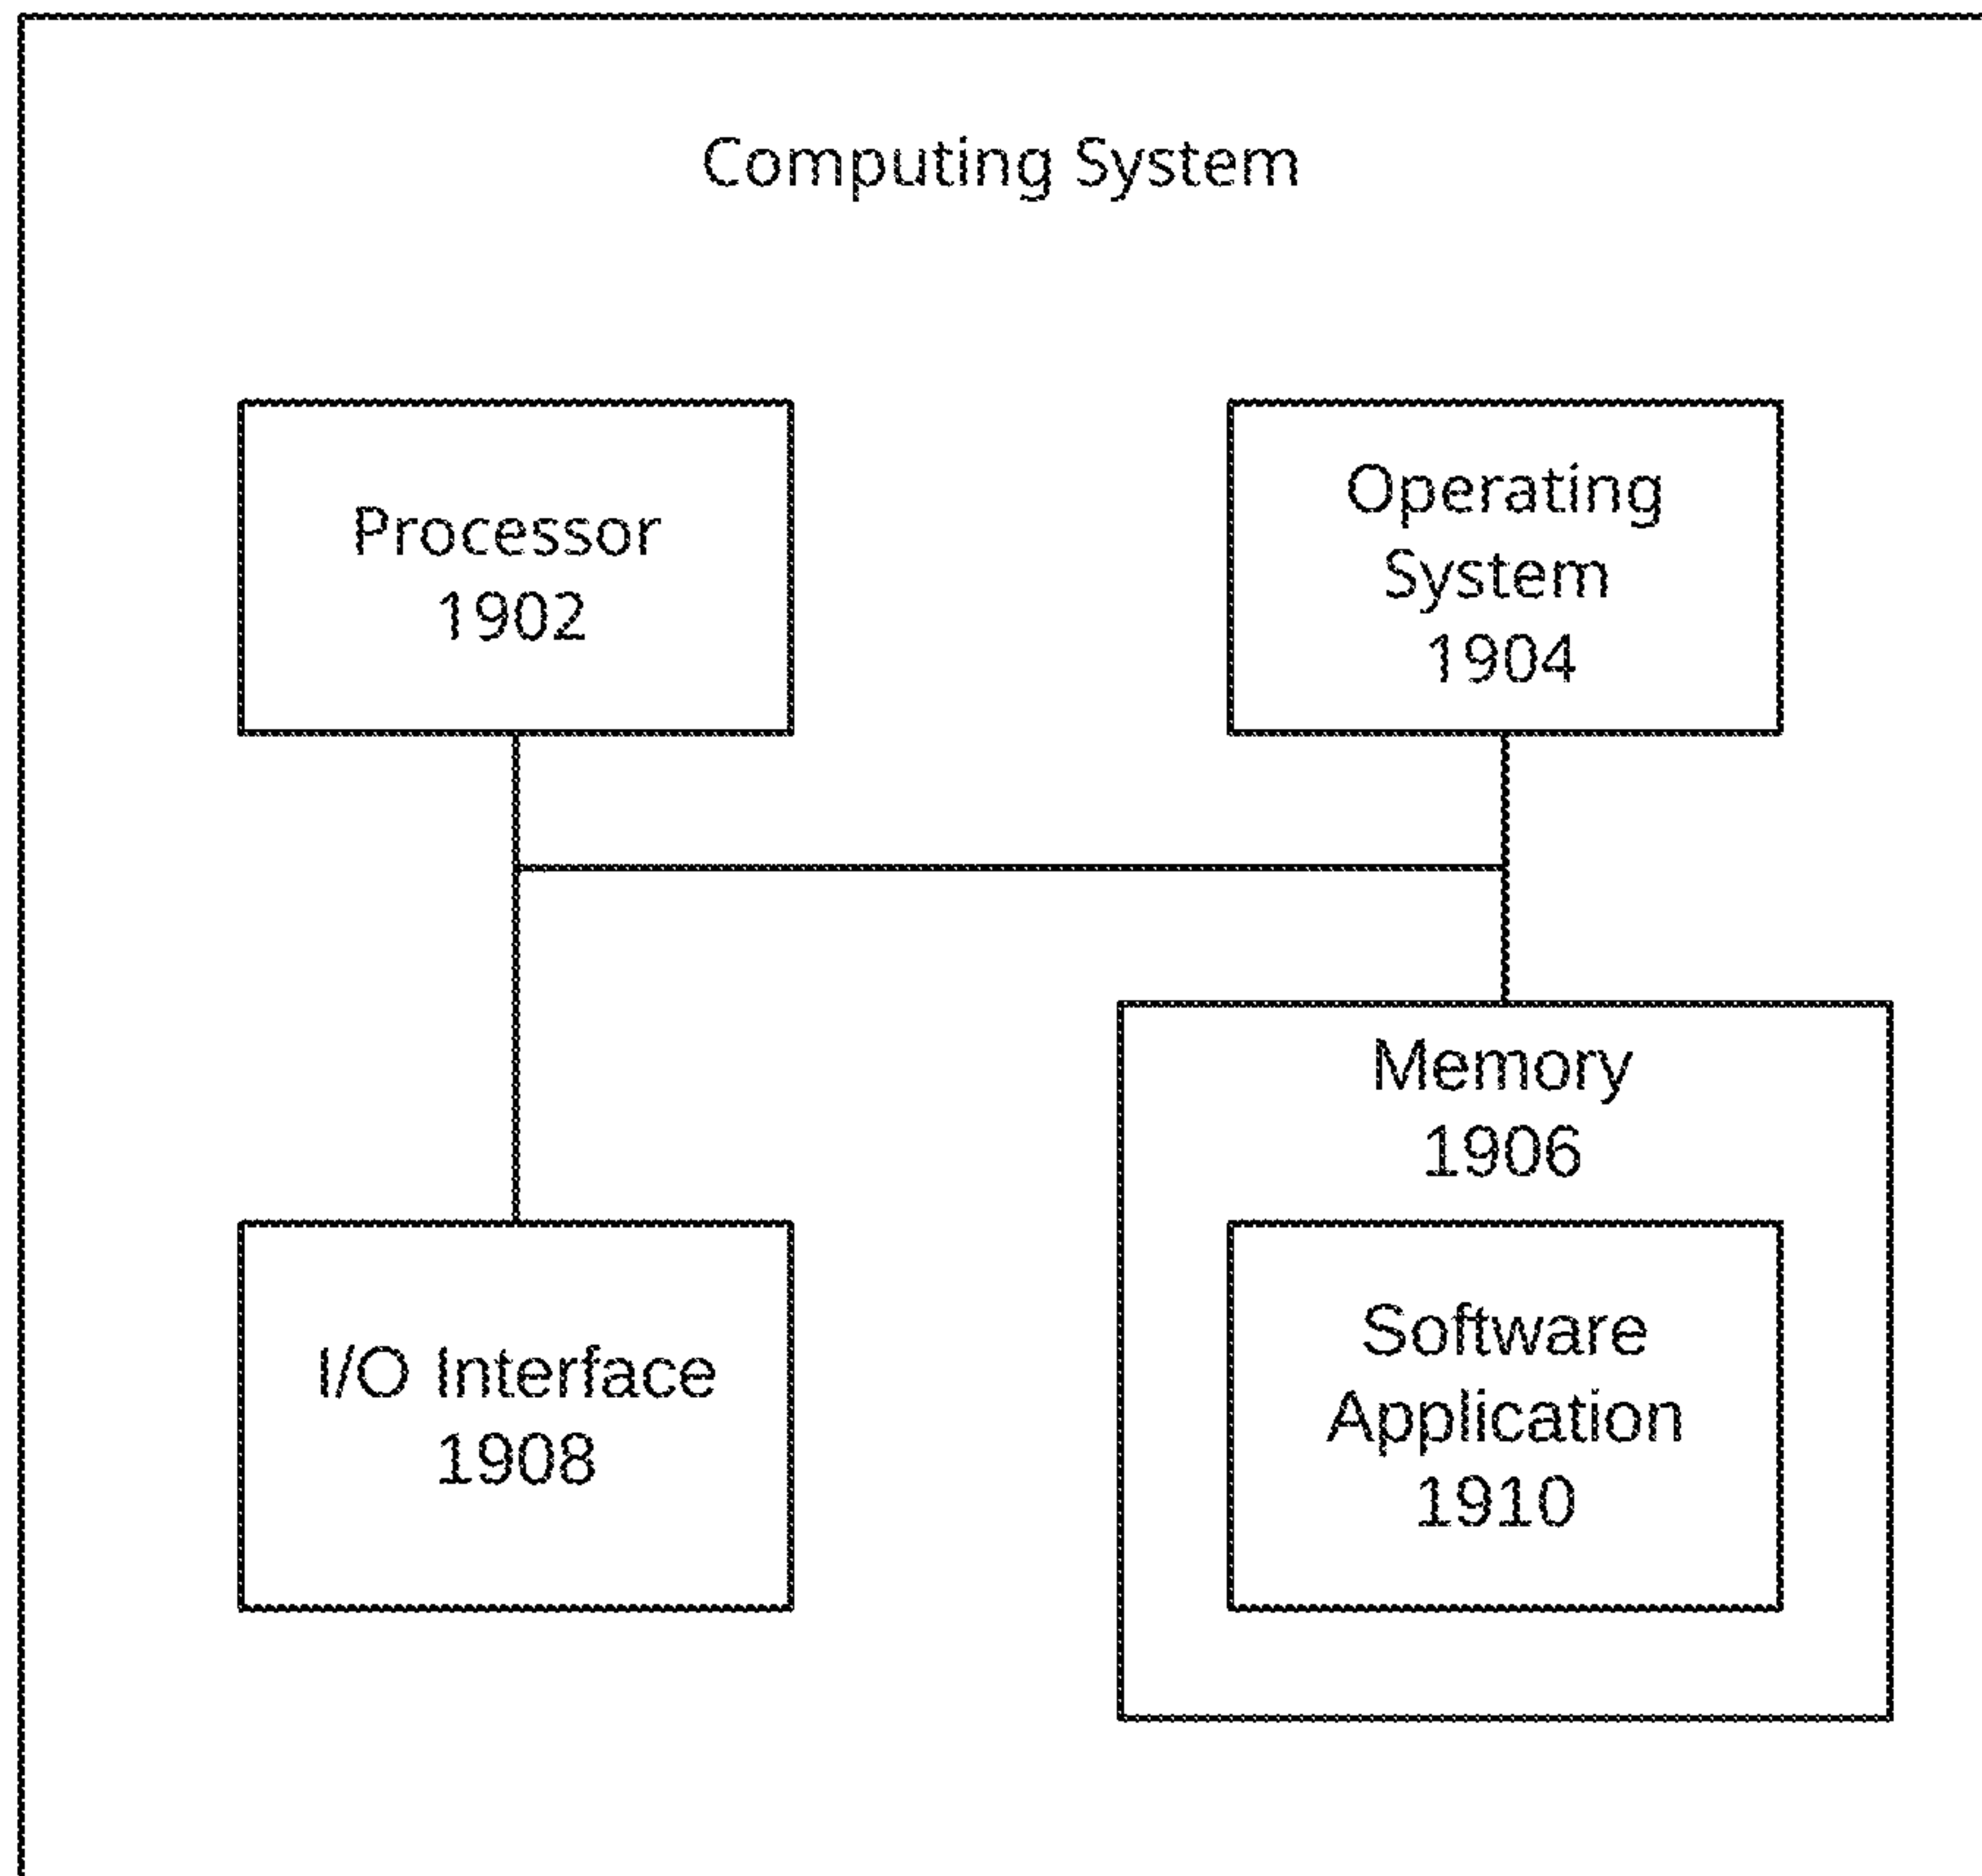 Computing System
Processor
1902
Operating
System
1904
Memory
1906
I/O Interface
1908
Software
Application
1910